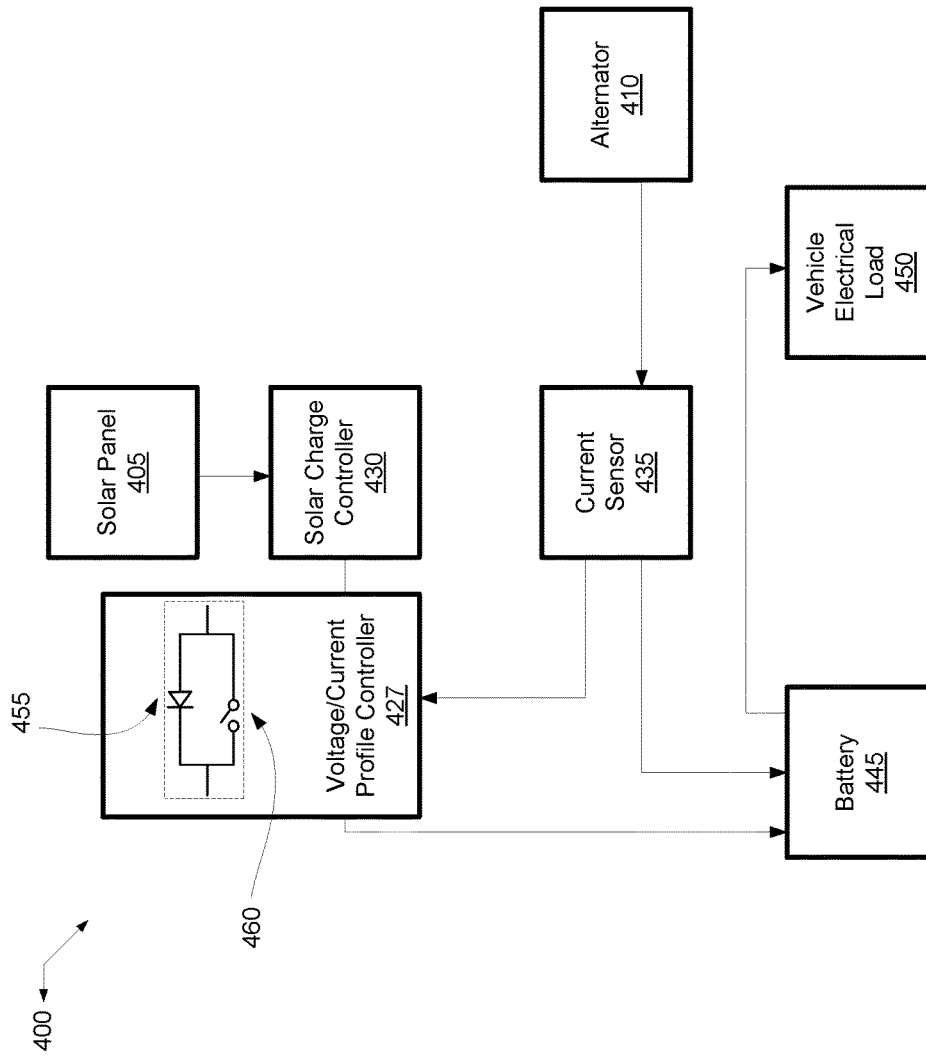 400
455
460
Voltage/Current
Profile Controller
427
Solar Panel
405
Solar Charge
Controller
430
Current
Sensor
435
Alternator
410
Battery
445
Vehicle
Electrical
Load
450